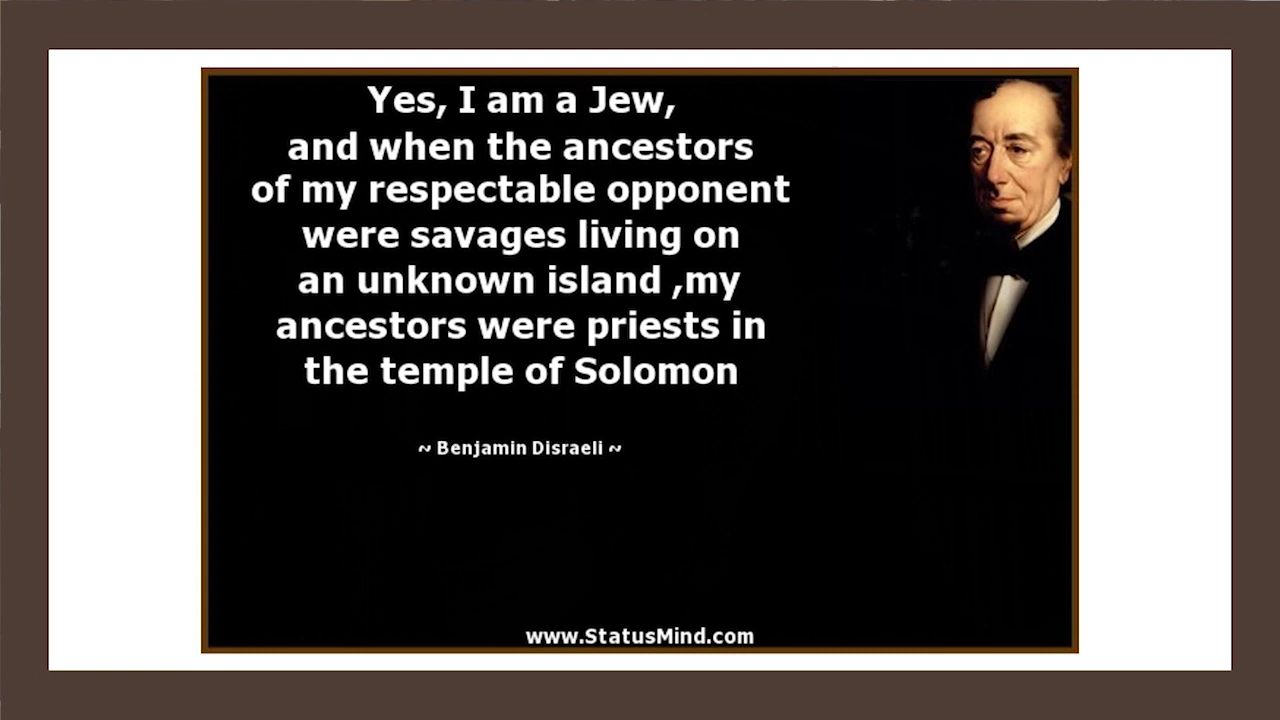 Yes, I am a Jew,
and when the ancestors
of my respectable opponent
were savages living on
an unknown island ,my
ancestors were priests in
the temple of Solomon
~ Benjamin Disraeli ~
www.StatusMind.com